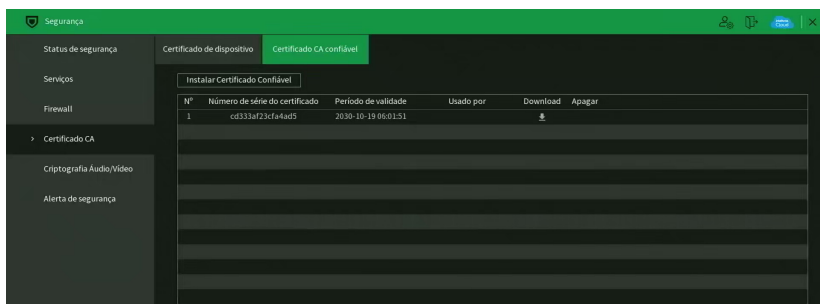 Segurança
Status de segurança
Serviços
Firewall
> Certificado CA
Criptografia Áudio/Vídeo
Alerta de segurança
Certificado de dispositivo Certificado CA confiável
Instalar Certificado Confiável
Nº Número de série do certificado Período de validade Usado por Download Apagar
1 cd333af23cfa4ad5 2030-10-19 06:01:51